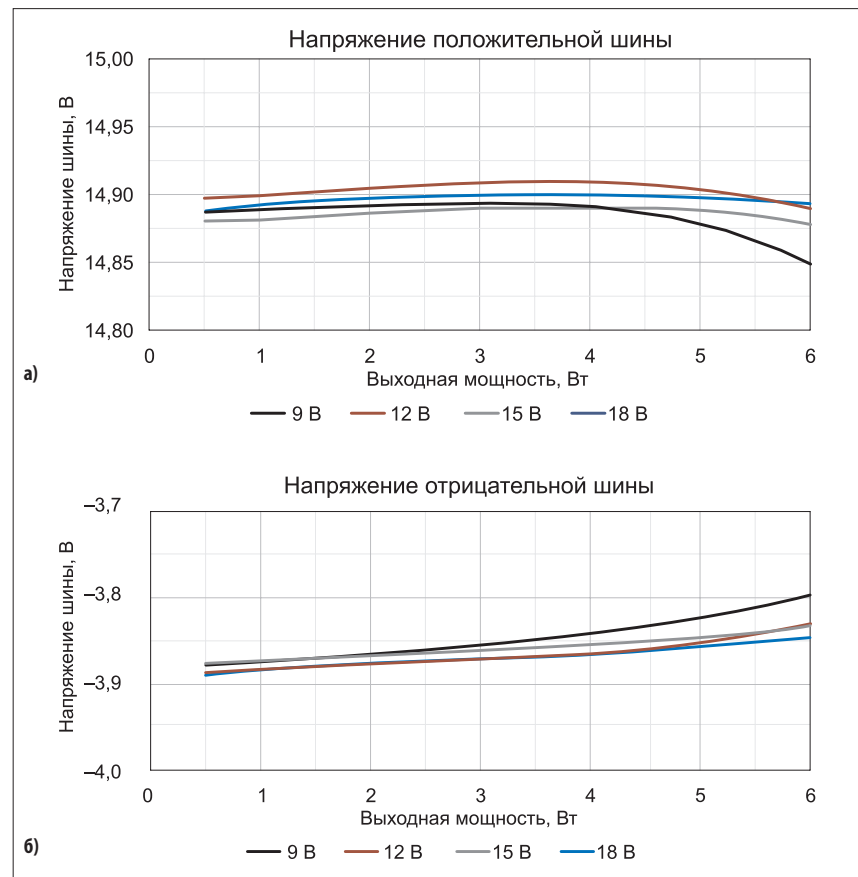 Напряжение положительной шины
Напряжение шины, В
15,00
14,95
14,90
14,85
14,80
0 1 2 3 4 5 6
Выходная мощность, Вт
а)
9 В 12 В 15 В 18 В
Напряжение отрицательной шины
Напряжение шины, В
–3,7
–3,8
–3,9
–4,0
0 1 2 3 4 5 6
Выходная мощность, Вт
б)
9 В 12 В 15 В 18 В